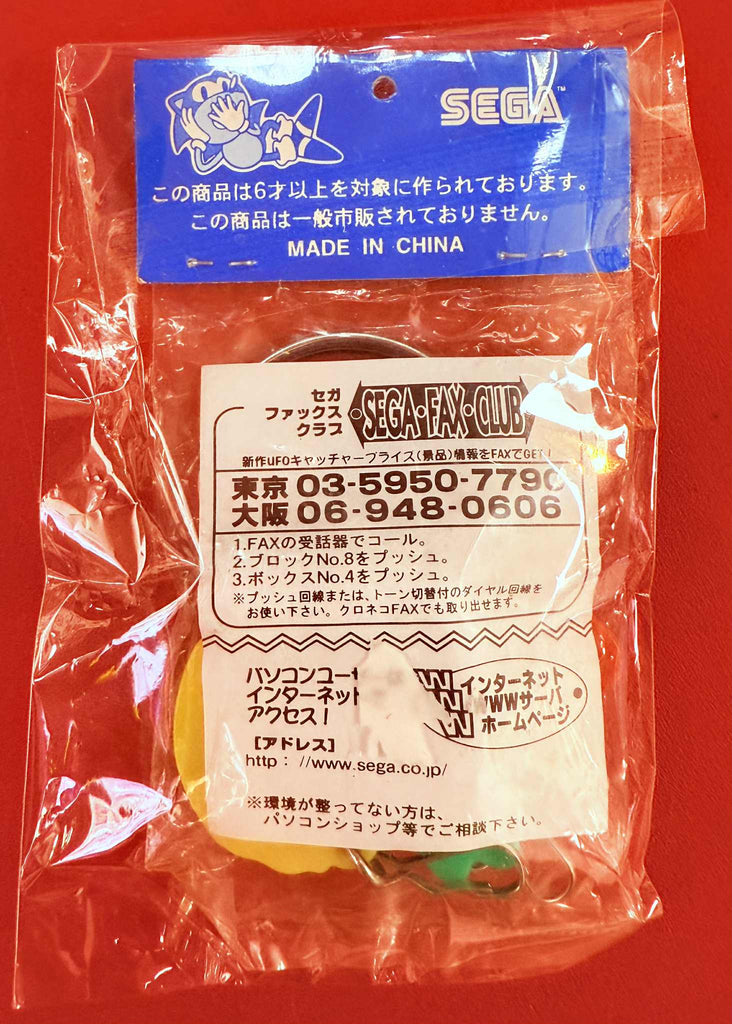 SEGA™
この商品は6才以上を対象に作られております。
この商品は一般市販されておりません。
MADE IN CHINA
セガ
ファックス
クラブ
SEGA・FAX・CLUB
新作UFOキャッチャープライズ(景品)情報をFAXでGET!
東京 03-5950-7790
大阪 06-948-0606
1.FAXの受話器でコール。
2.ブロックNo.8をプッシュ。
3.ボックスNo.4をプッシュ。
※プッシュ回線または、トーン切替付のダイヤル回線を
お使い下さい。クロネコFAXでも取り出せます。
パソコンユーザ
インターネット
アクセス!
WWW
インターネット
WWWサーバ
ホームページ
[アドレス]
http://www.sega.co.jp/
※環境が整ってない方は、
パソコンショップ等でご相談下さい。